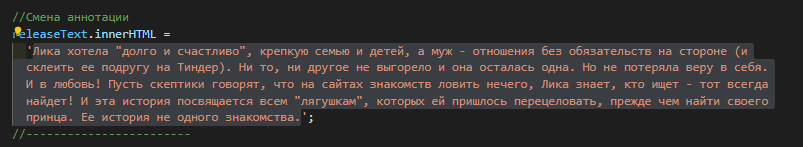 //Смена аннотации
releaseText.innerHTML =
'Лика хотела "долго и счастливо", крепкую семью и детей, а муж - отношения без обязательств на стороне (и
склеить ее подругу на Тиндер). Ни то, ни другое не выгорело и она осталась одна. Но не потеряла веру в себя.
И в любовь! Пусть скептики говорят, что на сайтах знакомств ловить нечего, Лика знает, кто ищет - тот всегда
найдет! И эта история посвящается всем "лягушкам", которых ей пришлось перецеловать, прежде чем найти своего
принца. Ее история не одного знакомства.';
//------------------------